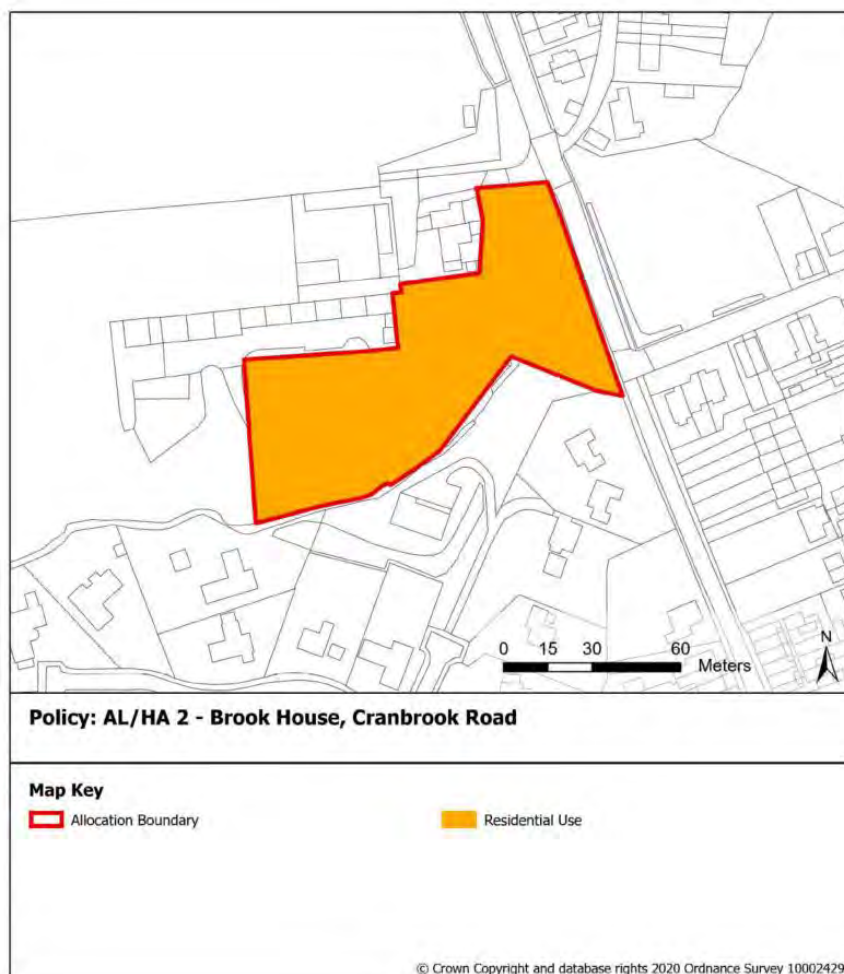 N
0 15 30 60
Meters
Policy: AL/HA 2 - Brook House, Cranbrook Road
Map Key
Allocation Boundary
Residential Use
© Crown Copyright and database rights 2020 Ordnance Survey 10002429